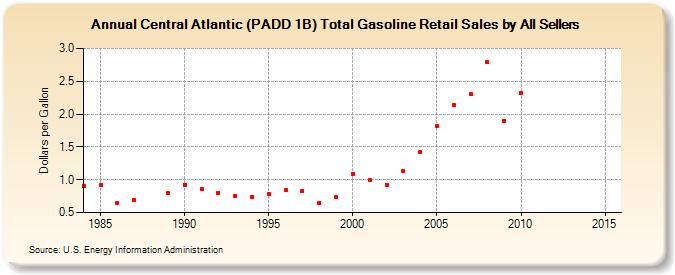 Annual Central Atlantic (PADD 1B) Total Gasoline Retail Sales by All Sellers
Dollars per Gallon
3.0
2.5
2.0
1.5
1.0
0.5
1985 1990 1995 2000 2005 2010 2015
Source: U.S. Energy Information Administration